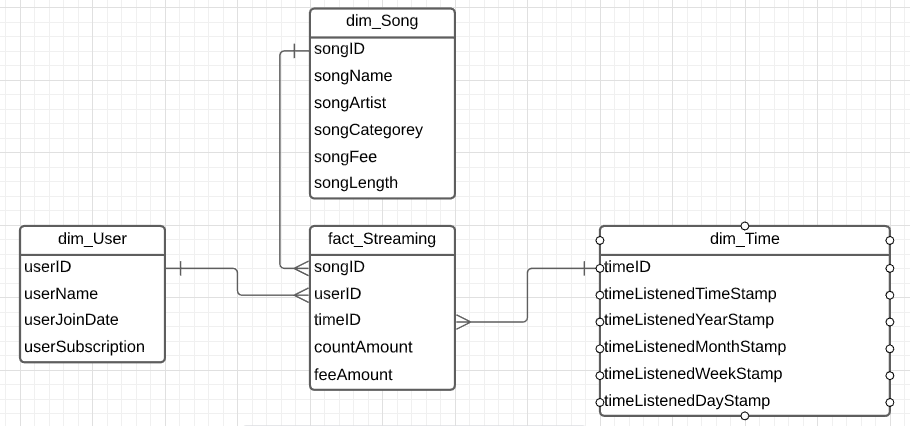 dim_Song
songID
songName
songArtist
songCategorey
songFee
songLength
dim_User
userID
userName
userJoinDate
userSubscription
fact_Streaming
songID
userID
timeID
countAmount
feeAmount
dim_Time
timeID
timeListenedTimeStamp
timeListenedYearStamp
timeListenedMonthStamp
timeListenedWeekStamp
timeListenedDayStamp